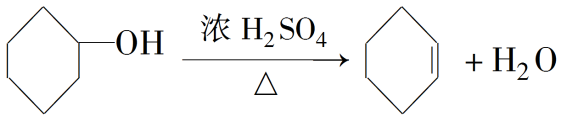 —OH 浓 H₂SO₄ △ + H₂O